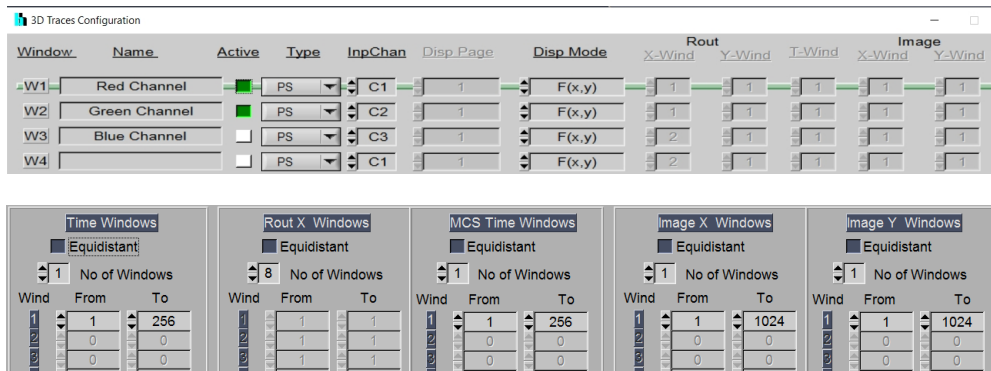 3D Traces Configuration
Rout Image
Window Name Active Type InpChan Disp Page Disp Mode X-Wind Y-Wind T-Wind X-Wind Y-Wind
W1 Red Channel PS C1 1 F(x,y) 1 1 1 1 1
W2 Green Channel PS C2 1 F(x,y) 1 1 1 1 1
W3 Blue Channel PS C3 1 F(x,y) 2 1 1 1 1
W4 PS C1 1 F(x,y) 2 1 1 1 1
Time Windows Rout X Windows MCS Time Windows Image X Windows Image Y Windows
Equidistant Equidistant Equidistant Equidistant Equidistant
1 No of Windows 8 No of Windows 1 No of Windows 1 No of Windows 1 No of Windows
Wind From To Wind From To Wind From To Wind From To Wind From To
1 1 256 1 1 1 1 1 256 1 1 1024 1 1 1024
2 0 0 2 1 1 2 0 0 2 0 0 2 0 0
3 0 0 3 1 1 3 0 0 3 0 0 3 0 0